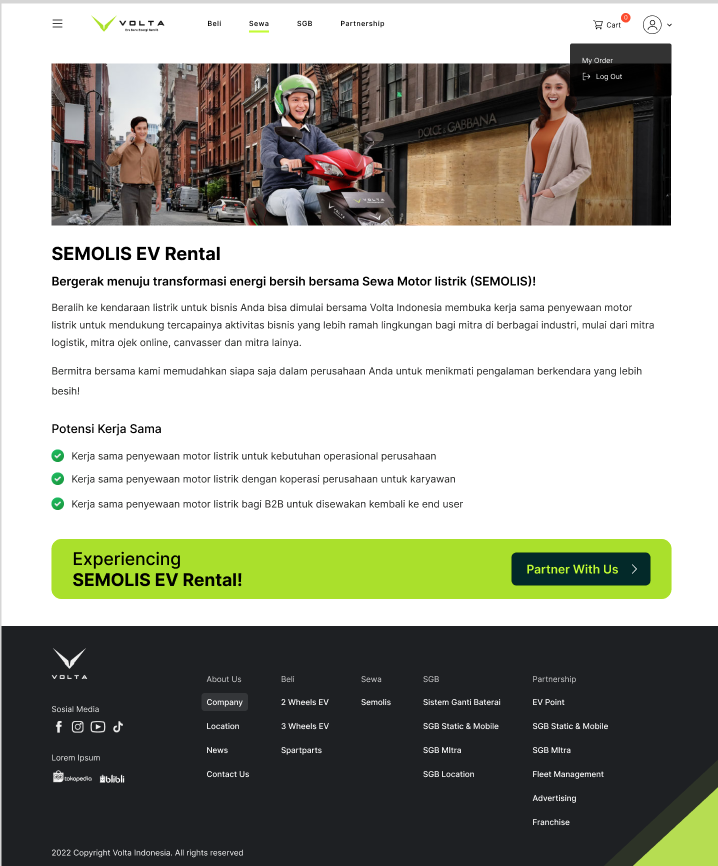 VOLTA
Beli
Sewa
SGB
Partnership
0
Cart
My Order
Log Out
DOLCE & GABBANA
VOLTA
VOLTA
SEMOLIS EV Rental
Bergerak menuju transformasi energi bersih bersama Sewa Motor listrik (SEMOLIS)!
Beralih ke kendaraan listrik untuk bisnis Anda bisa dimulai bersama Volta Indonesia membuka kerja sama penyewaan motor
listrik untuk mendukung tercapainya aktivitas bisnis yang lebih ramah lingkungan bagi mitra di berbagai industri, mulai dari mitra
logistik, mitra ojek online, canvasser dan mitra lainya.
Bermitra bersama kami memudahkan siapa saja dalam perusahaan Anda untuk menikmati pengalaman berkendara yang lebih
besih!
Potensi Kerja Sama
Kerja sama penyewaan motor listrik untuk kebutuhan operasional perusahaan
Kerja sama penyewaan motor listrik dengan koperasi perusahaan untuk karyawan
Kerja sama penyewaan motor listrik bagi B2B untuk disewakan kembali ke end user
Experiencing
SEMOLIS EV Rental!
Partner With Us
VOLTA
Sosial Media
Lorem Ipsum
tokopedia
blibli
About Us
Company
Location
News
Contact Us
Beli
2 Wheels EV
3 Wheels EV
Spartparts
Sewa
Semolis
SGB
Sistem Ganti Baterai
SGB Static & Mobile
SGB MItra
SGB Location
Partnership
EV Point
SGB Static & Mobile
SGB MItra
Fleet Management
Advertising
Franchise
2022 Copyright Volta Indonesia. All rights reserved